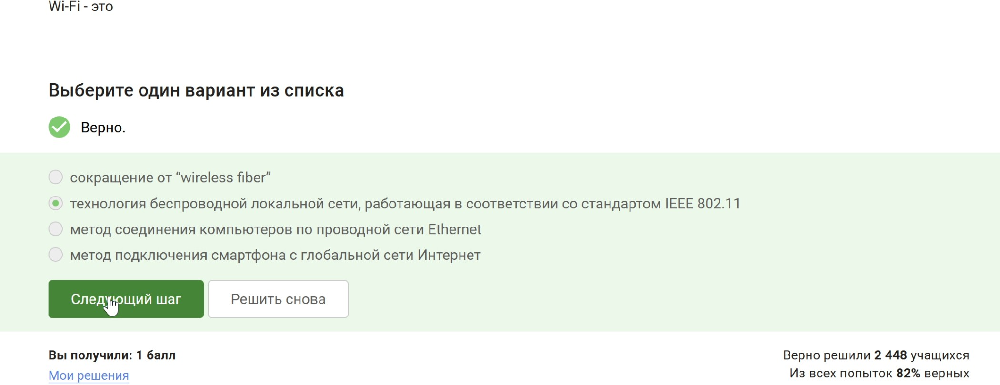 Wi-Fi - это
Выберите один вариант из списка
Верно.
сокращение от “wireless fiber”
технология беспроводной локальной сети, работающая в соответствии со стандартом IEEE 802.11
метод соединения компьютеров по проводной сети Ethernet
метод подключения смартфона с глобальной сети Интернет
Следующий шаг
Решить снова
Вы получили: 1 балл
Верно решили 2 448 учащихся
Мои решения
Из всех попыток 82% верных